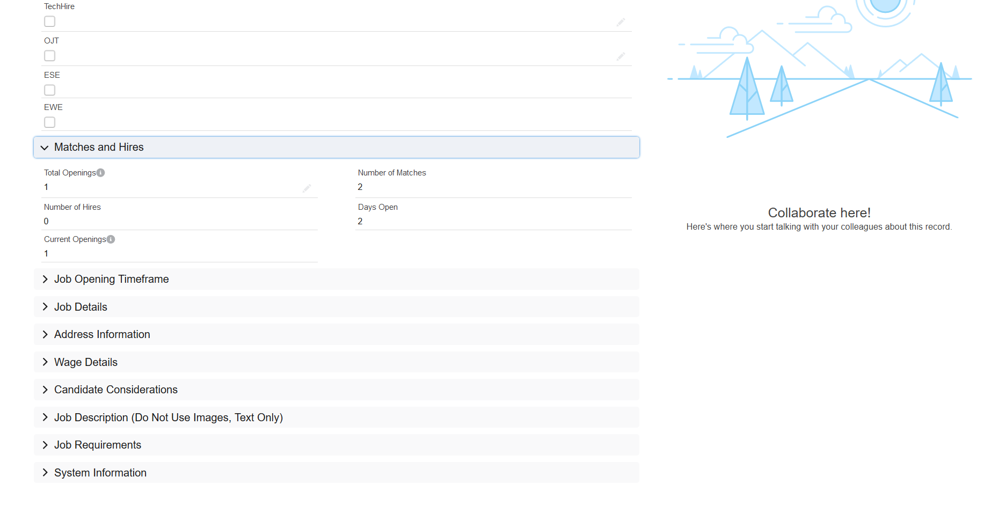 TechHire
OJT
ESE
EWE
Matches and Hires
Total Openings
1
Number of Matches
2
Number of Hires
0
Days Open
2
Current Openings
1
Job Opening Timeframe
Job Details
Address Information
Wage Details
Candidate Considerations
Job Description (Do Not Use Images, Text Only)
Job Requirements
System Information
Collaborate here!
Here's where you start talking with your colleagues about this record.